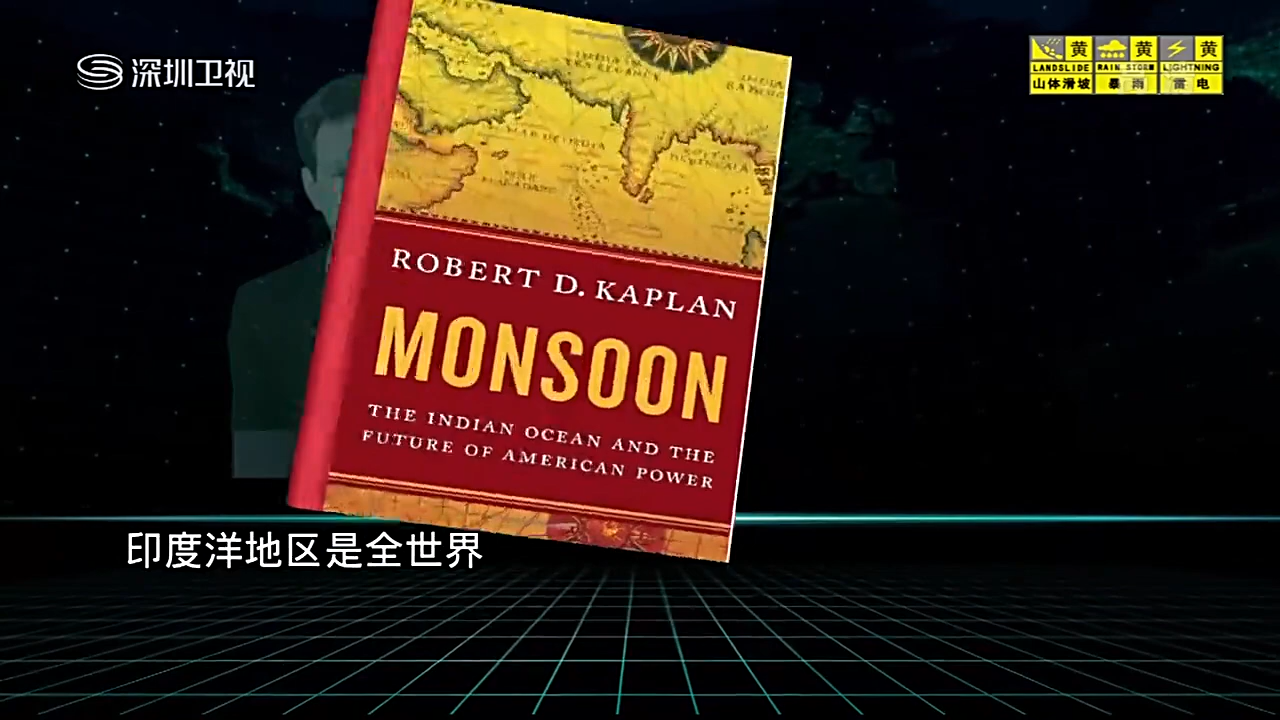 深圳卫视
黄 黄 黄
LANDSLIDE RAIN STORM LIGHTNING
山体滑坡 暴雨 雷电
ROBERT D. KAPLAN
MONSOON
THE INDIAN OCEAN AND THE
FUTURE OF AMERICAN POWER
印度洋地区是全世界